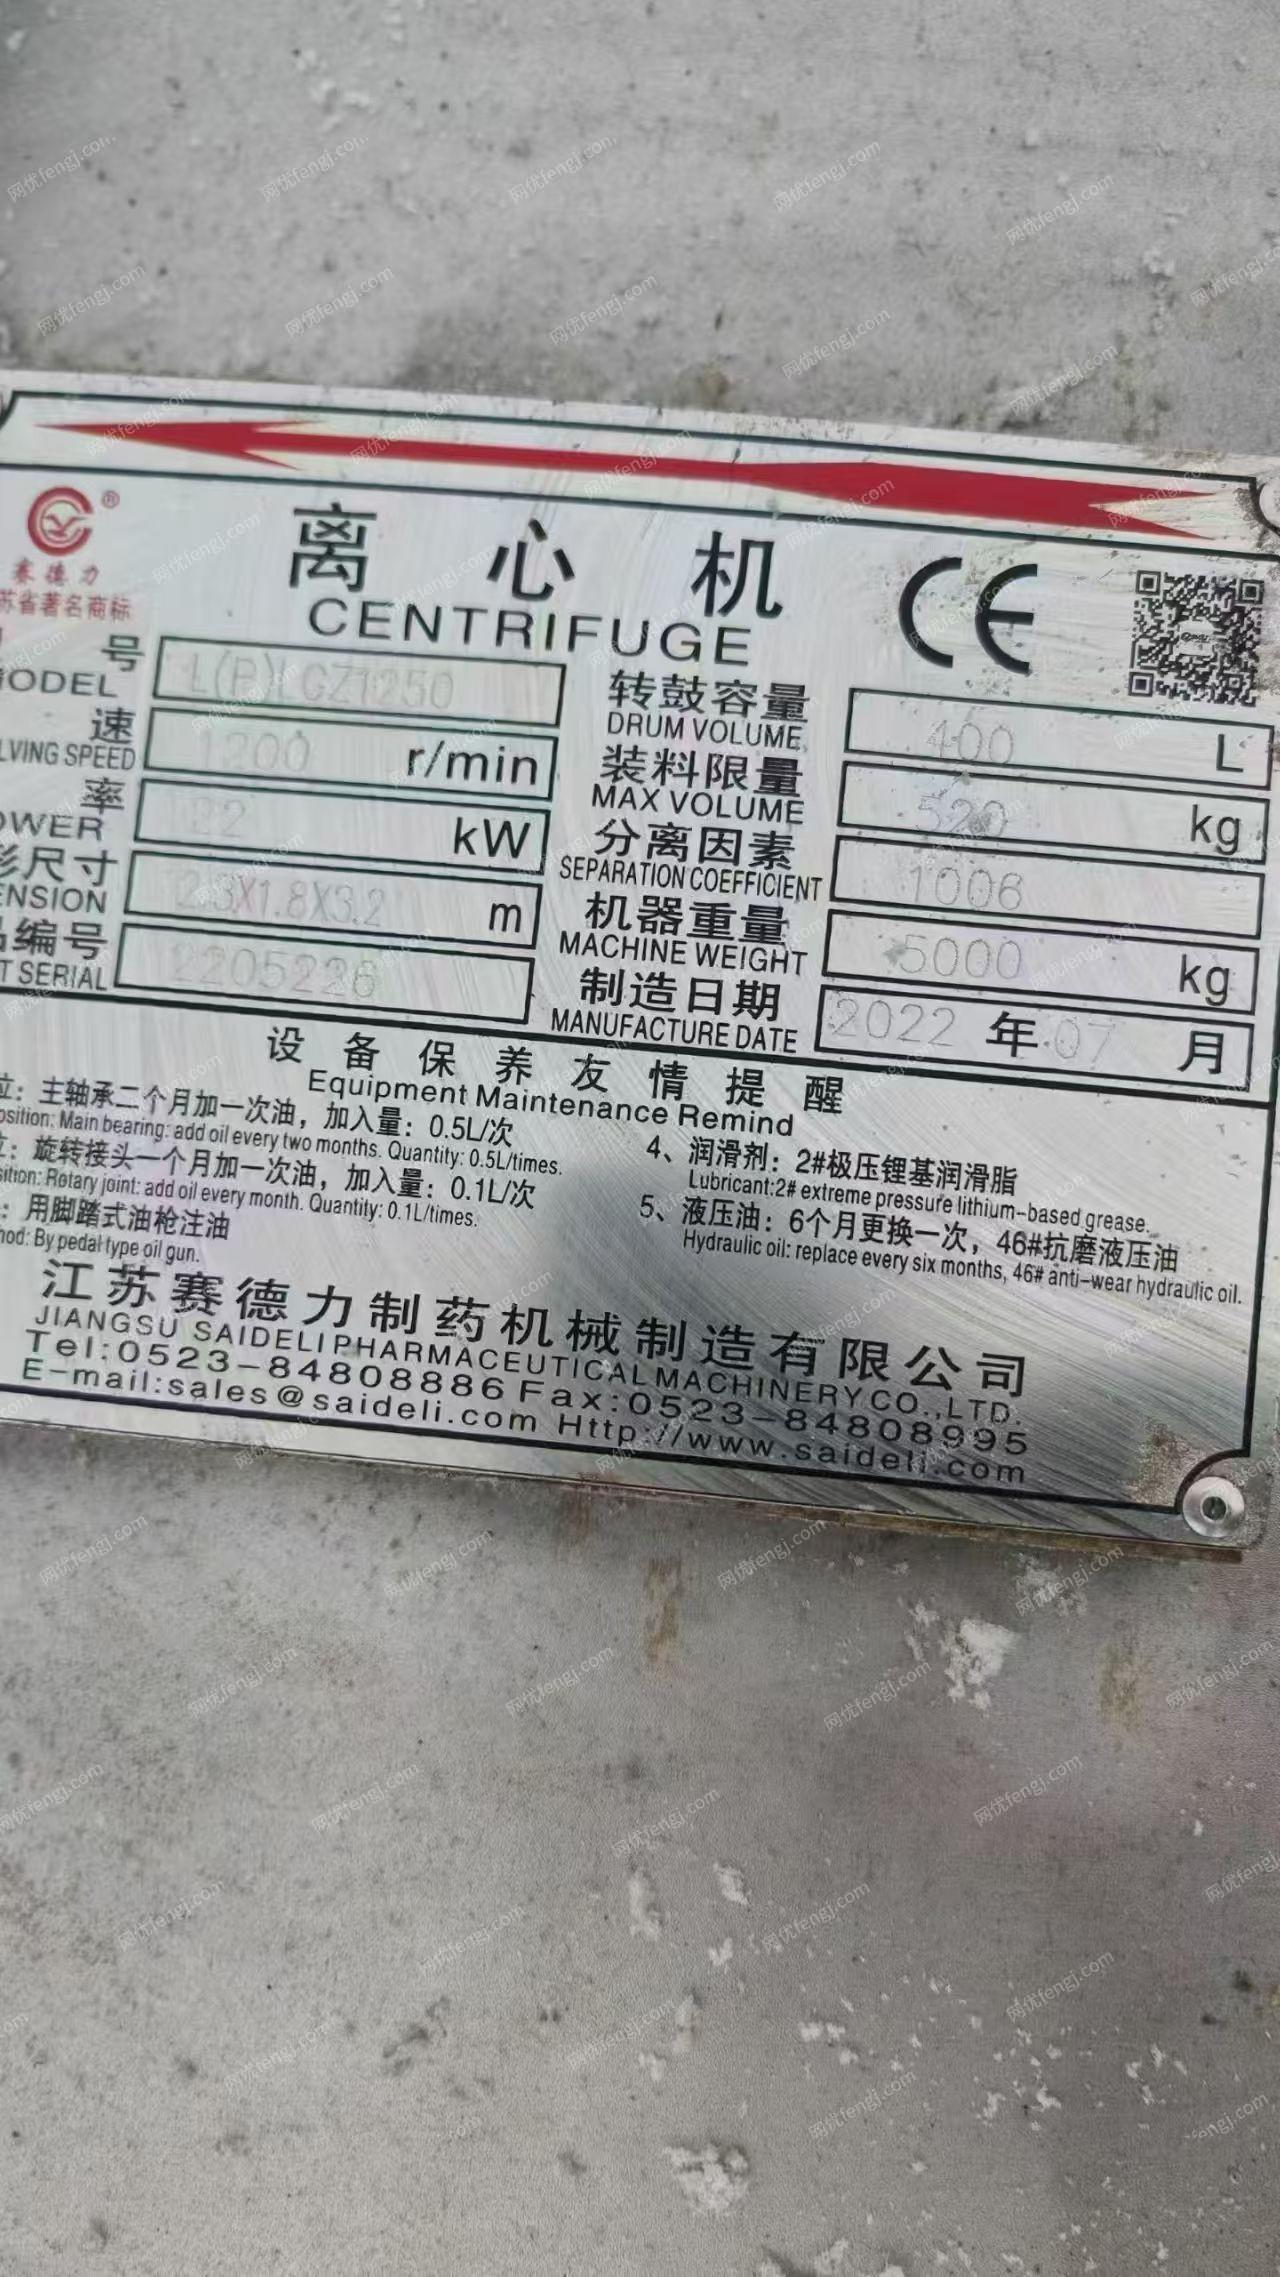 离心机
CENTRIFUGE
CE
®
赛德力
苏省著名商标
号
MODEL L(P)LGZ1250
速
LVING SPEED 1200 r/min
率
OWER 22 kW
形尺寸
ENSION 2.3X1.8X3.2 m
品编号
T SERIAL 2205226
转鼓容量
DRUM VOLUME 400 L
装料限量
MAX VOLUME 520 kg
分离因素
SEPARATION COEFFICIENT 1006
机器重量
MACHINE WEIGHT 5000 kg
制造日期
MANUFACTURE DATE 2022 年 07 月
设备保养友情提醒
Equipment Maintenance Remind
位：主轴承二个月加一次油，加入量：0.5L/次
osition: Main bearing: add oil every two months. Quantity: 0.5L/times.
位：旋转接头一个月加一次油，加入量：0.1L/次
sition: Rotary joint: add oil every month. Quantity: 0.1L/times.
：用脚踏式油枪注油
hod: By pedal type oil gun.
4、润滑剂：2#极压锂基润滑脂
Lubricant:2# extreme pressure lithium-based grease.
5、液压油：6个月更换一次，46#抗磨液压油
Hydraulic oil: replace every six months, 46# anti-wear hydraulic oil.
江苏赛德力制药机械制造有限公司
JIANGSU SAIDELI PHARMACEUTICAL MACHINERY CO.,LTD.
Tel:0523-84808886 Fax:0523-84808995
E-mail:sales@saideli.com Http://www.saideli.com
网优fengj.com